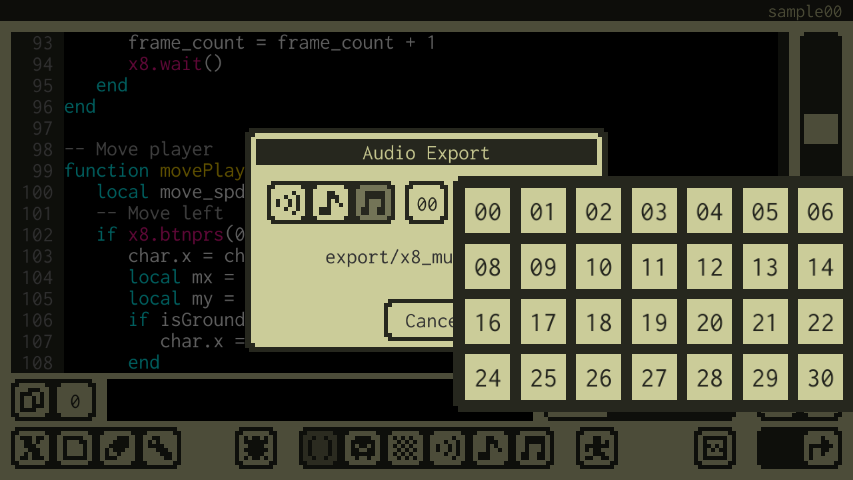 sample00
93 frame_count = frame_count + 1
94 x8.wait()
95 end
96 end
97
98 -- Move player
99 function movePlay
100 local move_spd
101 -- Move left
102 if x8.btnprs(0
103 char.x = ch
104 local mx =
105 local my =
106 if isGround
107 char.x =
108 end
Audio Export
00
export/x8_mu
Cance
00 01 02 03 04 05 06
08 09 10 11 12 13 14
16 17 18 19 20 21 22
24 25 26 27 28 29 30
0